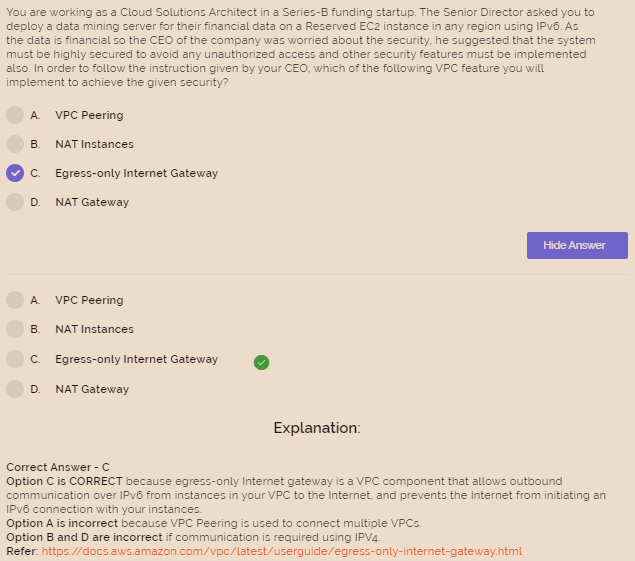 You are working as a Cloud Solutions Architect in a Series-B funding startup. The Senior Director asked you to
deploy a data mining server for their financial data on a Reserved EC2 instance in any region using IPv6. As
the data is financial so the CEO of the company was worried about the security, he suggested that the system
must be highly secured to avoid any unauthorized access and other security features must be implemented
also. In order to follow the instruction given by your CEO, which of the following VPC feature you will
implement to achieve the given security?
A. VPC Peering
B. NAT Instances
C. Egress-only Internet Gateway
D. NAT Gateway
Hide Answer
A. VPC Peering
B. NAT Instances
C. Egress-only Internet Gateway
D. NAT Gateway
Explanation:
Correct Answer - C
Option C is CORRECT because egress-only Internet gateway is a VPC component that allows outbound
communication over IPv6 from instances in your VPC to the Internet, and prevents the Internet from initiating an
IPv6 connection with your instances.
Option A is incorrect because VPC Peering is used to connect multiple VPCs.
Option B and D are incorrect if communication is required using IPV4.
Refer: https://docs.aws.amazon.com/vpc/latest/userguide/egress-only-internet-gateway.html